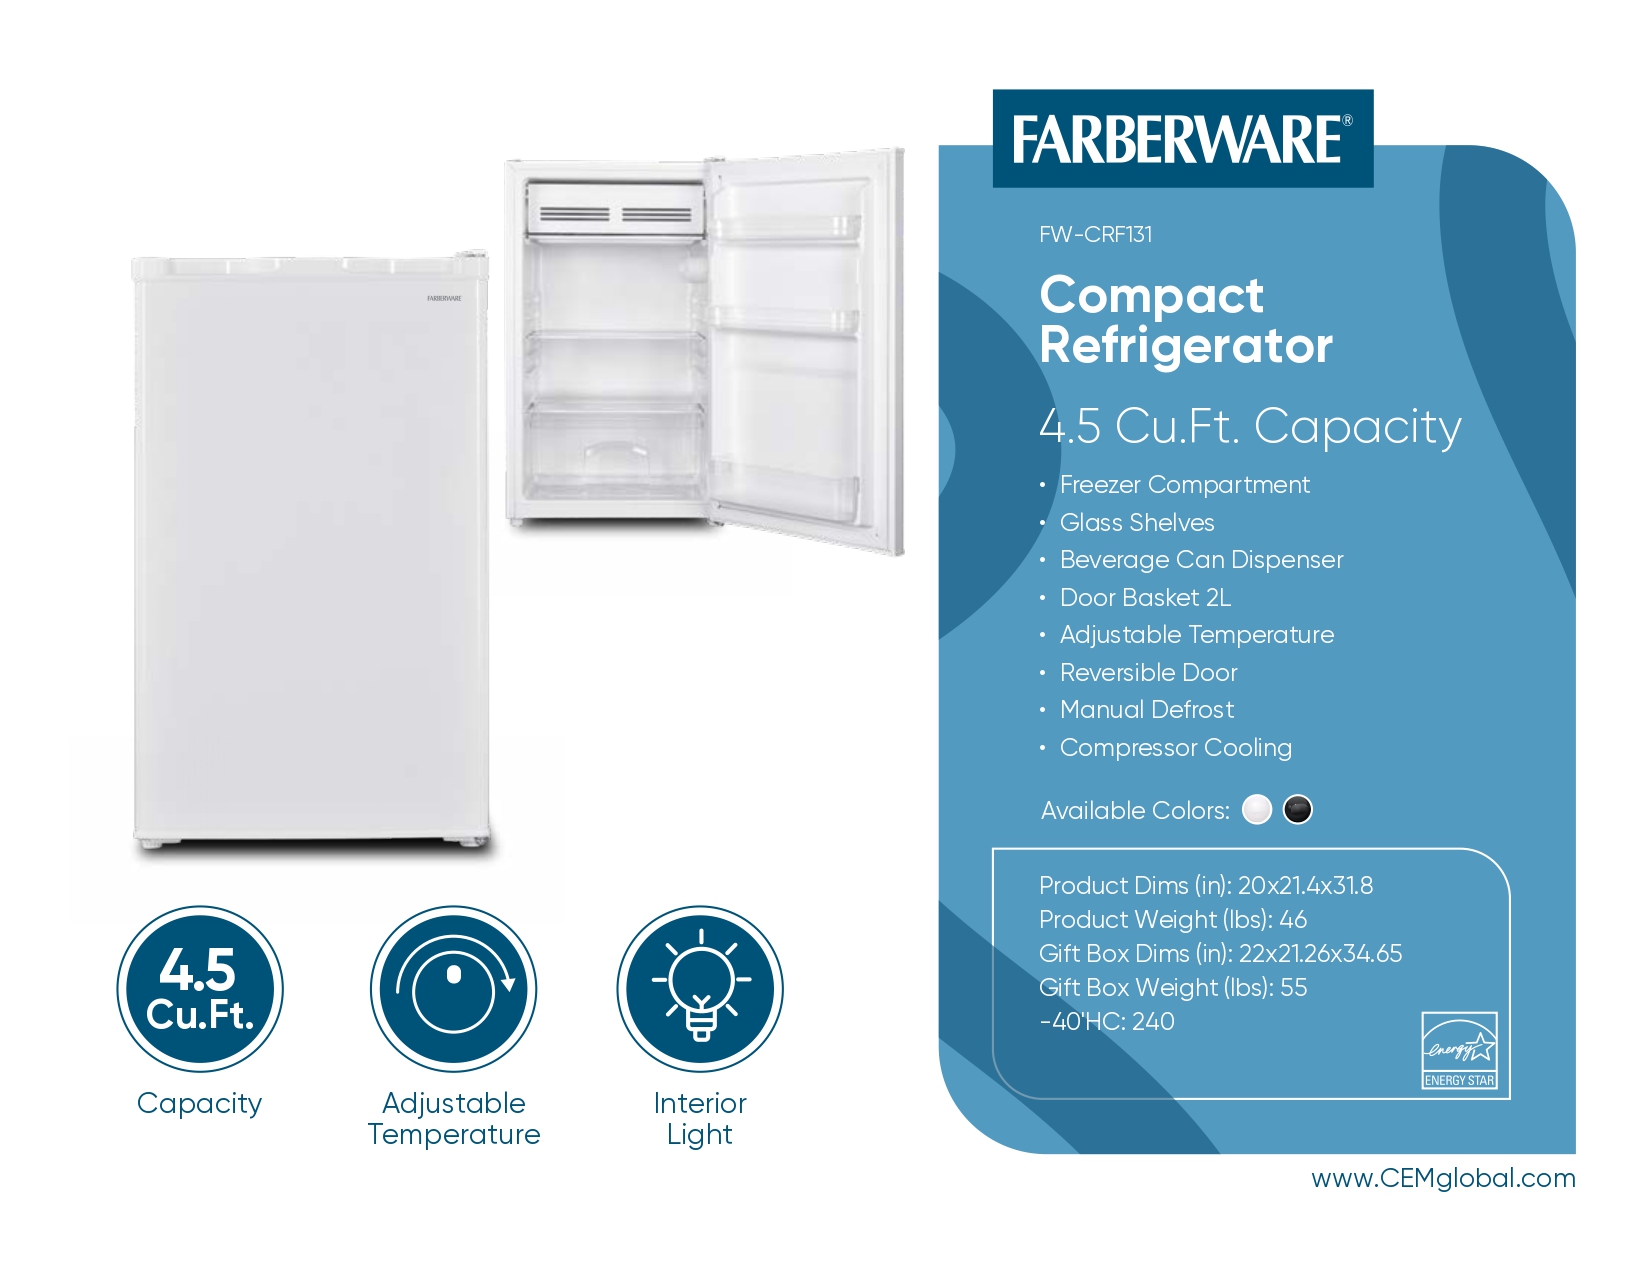 FARBERWARE®
FW-CRF131
Compact
Refrigerator
4.5 Cu.Ft. Capacity
• Freezer Compartment
• Glass Shelves
• Beverage Can Dispenser
• Door Basket 2L
• Adjustable Temperature
• Reversible Door
• Manual Defrost
• Compressor Cooling
Available Colors:
Product Dims (in): 20x21.4x31.8
Product Weight (lbs): 46
Gift Box Dims (in): 22x21.26x34.65
Gift Box Weight (lbs): 55
-40'HC: 240
energy
ENERGY STAR
FARBERWARE
4.5
Cu.Ft.
Capacity
Adjustable
Temperature
Interior
Light
www.CEMglobal.com